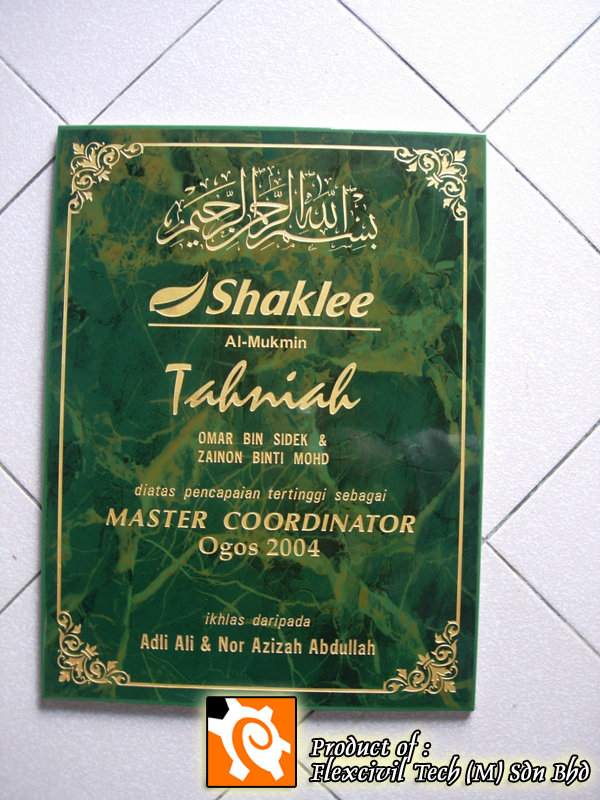 بسم الله الرحمن الرحيم
Shaklee
Al-Mukmin
Tahniah
OMAR BIN SIDEK &
ZAINON BINTI MOHD
diatas pencapaian tertinggi sebagai
MASTER COORDINATOR
Ogos 2004
ikhlas daripada
Adli Ali & Nor Azizah Abdullah
Product of :
Flexcivil Tech (M) Sdn Bhd